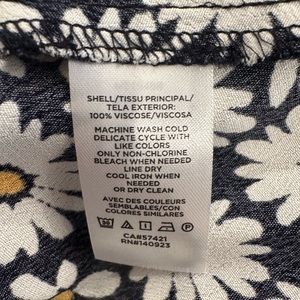 SHELL/TISSU PRINCIPAL/
TELA EXTERIOR:
100% VISCOSE/VISCOSA
MACHINE WASH COLD
DELICATE CYCLE WITH
LIKE COLORS
ONLY NON-CHLORINE
BLEACH WHEN NEEDED
LINE DRY
COOL IRON WHEN
NEEDED
OR DRY CLEAN
AVEC DES COULEURS
SEMBLABLES/CON
COLORES SIMILARES
CA#57421
RN#140923